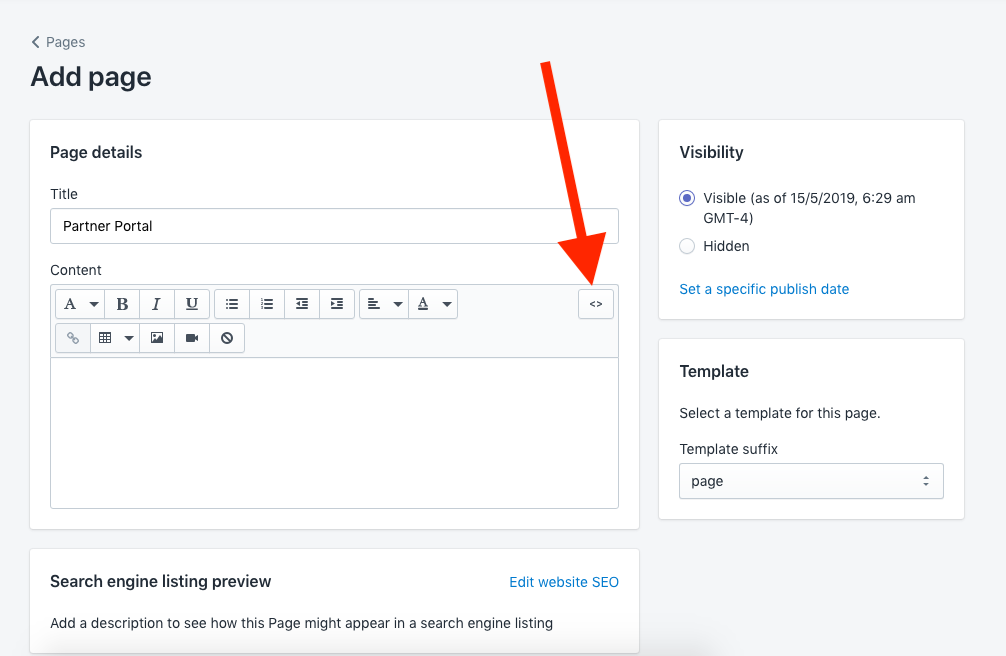 Pages
Add page
Page details
Title
Partner Portal
Content
A B I U A <>
Search engine listing preview
Edit website SEO
Add a description to see how this Page might appear in a search engine listing
Visibility
Visible (as of 15/5/2019, 6:29 am
GMT-4)
Hidden
Set a specific publish date
Template
Select a template for this page.
Template suffix
page